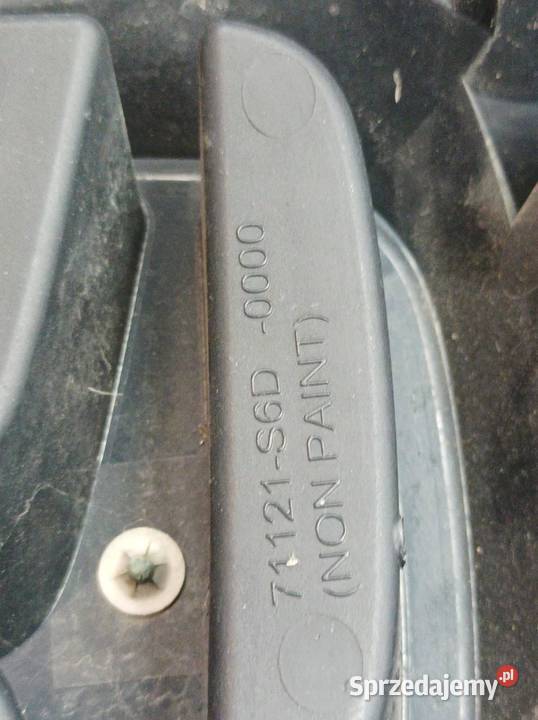 71121-S6D -0000
(NON PAINT)
Sprzedajemy.pl